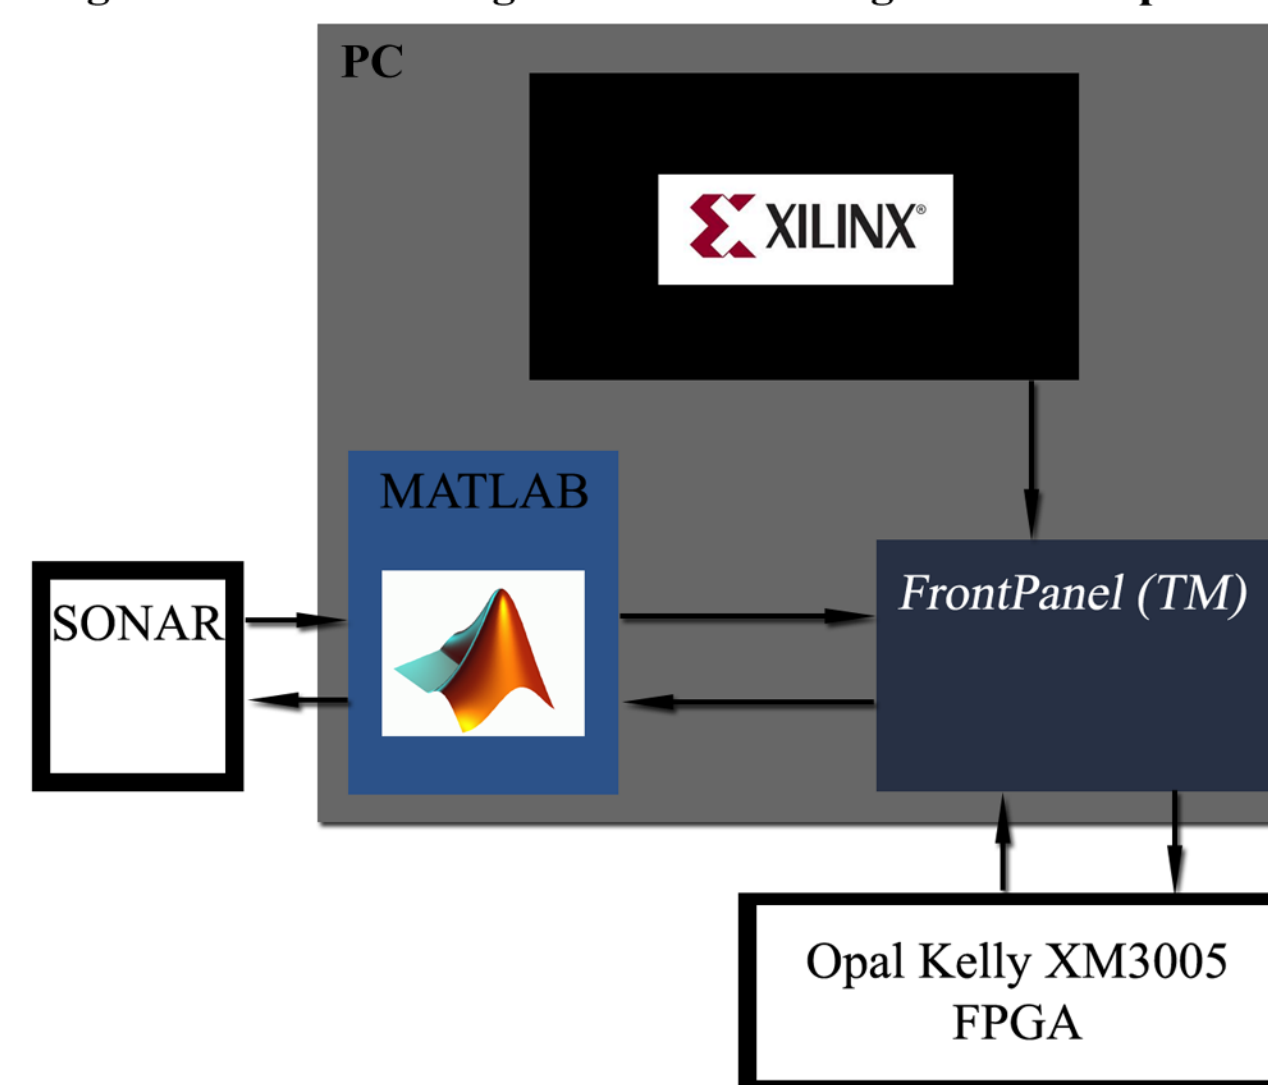 PC
XILINX®
MATLAB
SONAR
FrontPanel (TM)
Opal Kelly XM3005
FPGA